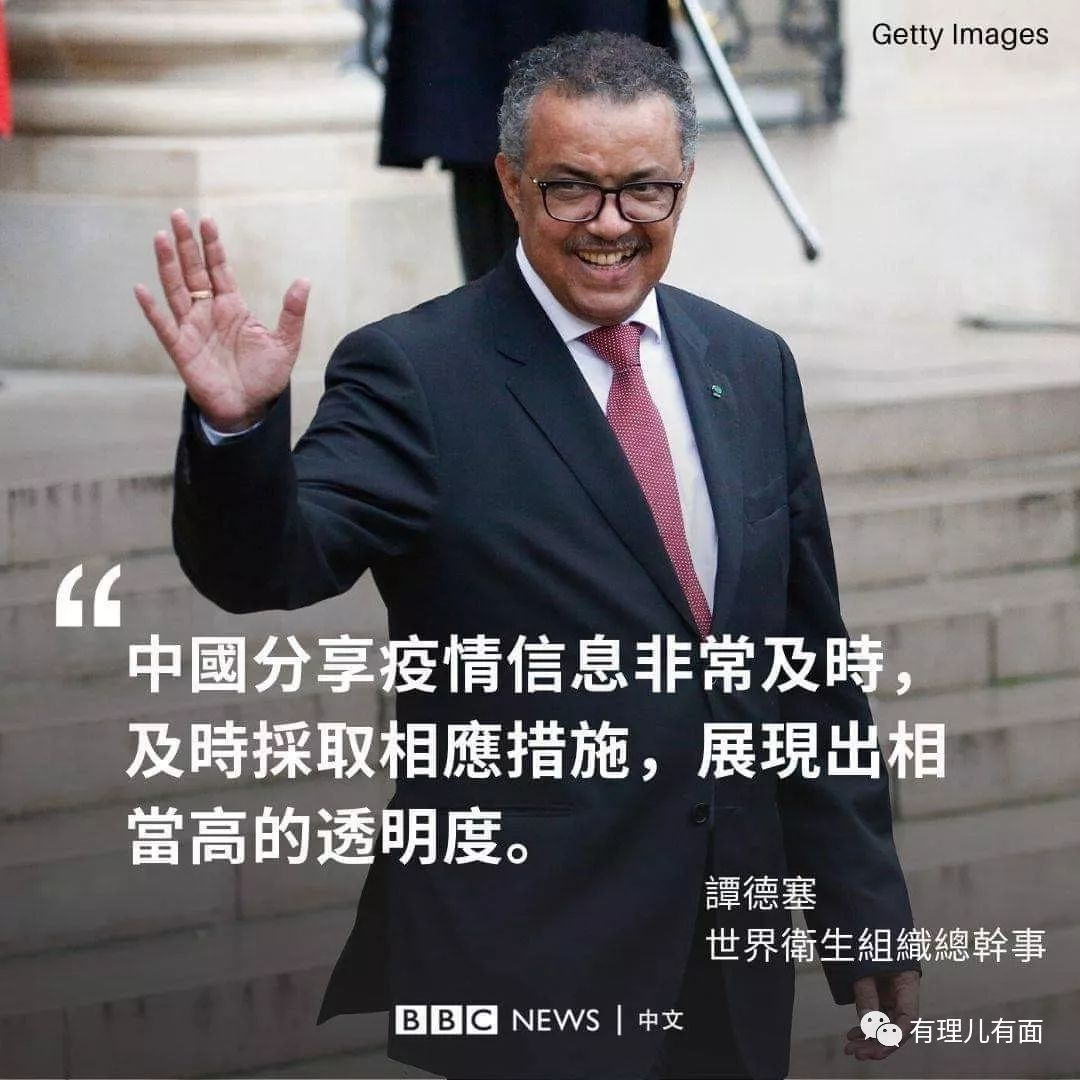 Getty Images
“
中國分享疫情信息非常及時，
及時採取相應措施，展現出相
當高的透明度。
譚德塞
世界衛生組織總幹事
BBC NEWS | 中文
有理儿有面